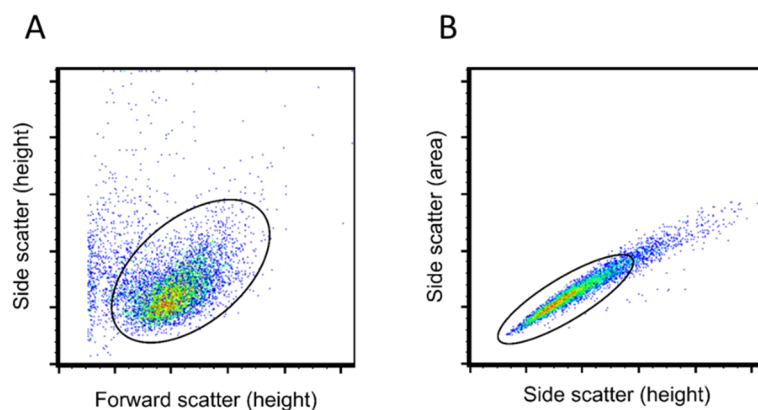 A
B
Side scatter (height)
Forward scatter (height)
Side scatter (area)
Side scatter (height)